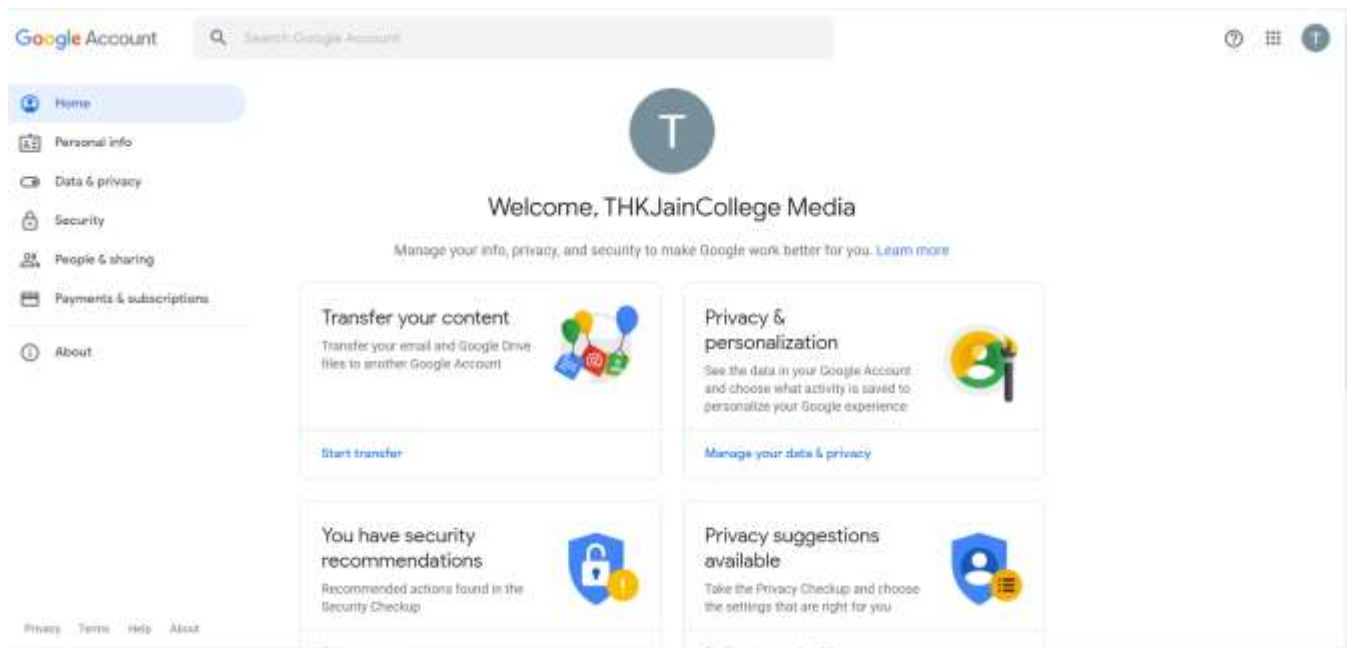 Google Account
Search Google Account
T
Home
Personal info
Data & privacy
Security
People & sharing
Payments & subscriptions
About
T
Welcome, THKJainCollege Media
Manage your info, privacy, and security to make Google work better for you. Learn more
Transfer your content
Transfer your email and Google Drive
files to another Google Account
Start transfer
Privacy &
personalization
See the data in your Google Account
and choose what activity is saved to
personalize your Google experience
Manage your data & privacy
You have security
recommendations
Recommended actions found in the
Security Checkup
Privacy suggestions
available
Take the Privacy Checkup and choose
the settings that are right for you
Privacy Terms Help About